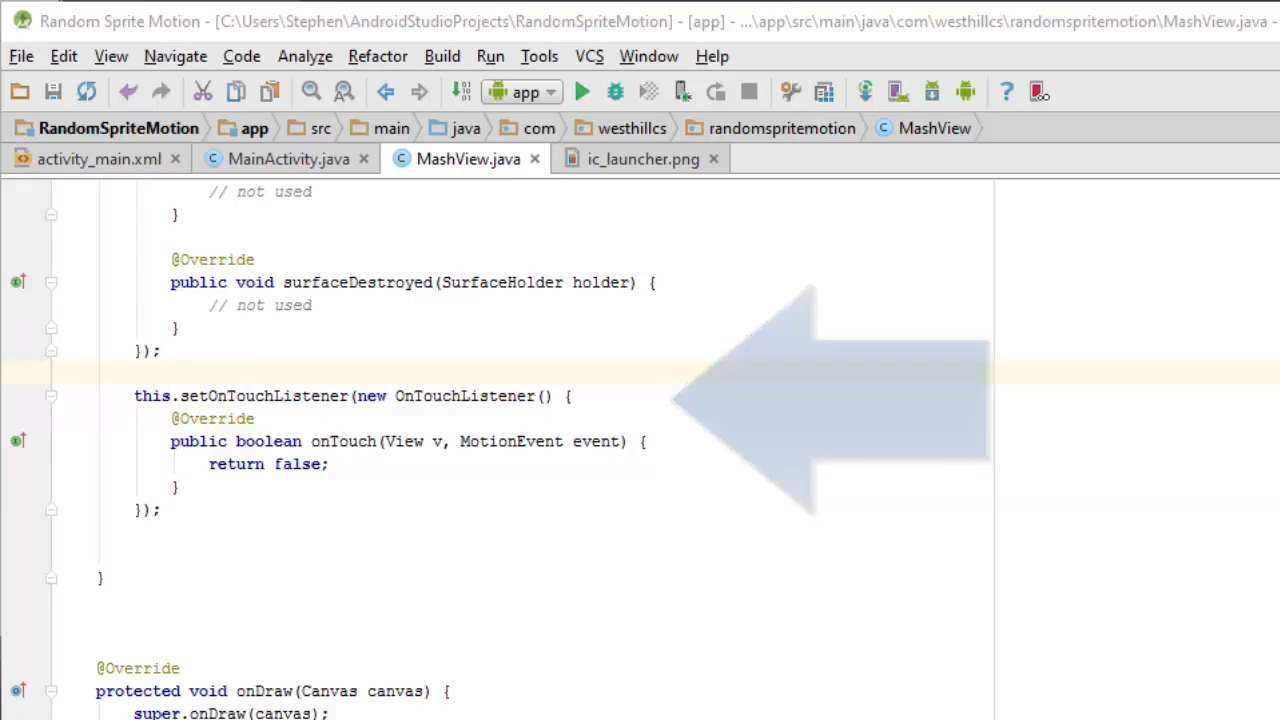 Random Sprite Motion - [C:\Users\Stephen\AndroidStudioProjects\RandomSpriteMotion] - [app] - ...\app\src\main\java\com\westhillcs\randomspritemotion\MashView.java -
File Edit View Navigate Code Analyze Refactor Build Run Tools VCS Window Help
app
RandomSpriteMotion app src main java com westhillcs randomspritemotion MashView
activity_main.xml MainActivity.java MashView.java ic_launcher.png
// not used
}
@Override
public void surfaceDestroyed(SurfaceHolder holder) {
// not used
}
});
this.setOnTouchListener(new OnTouchListener() {
@Override
public boolean onTouch(View v, MotionEvent event) {
return false;
}
});
}
@Override
protected void onDraw(Canvas canvas) {
super.onDraw(canvas);